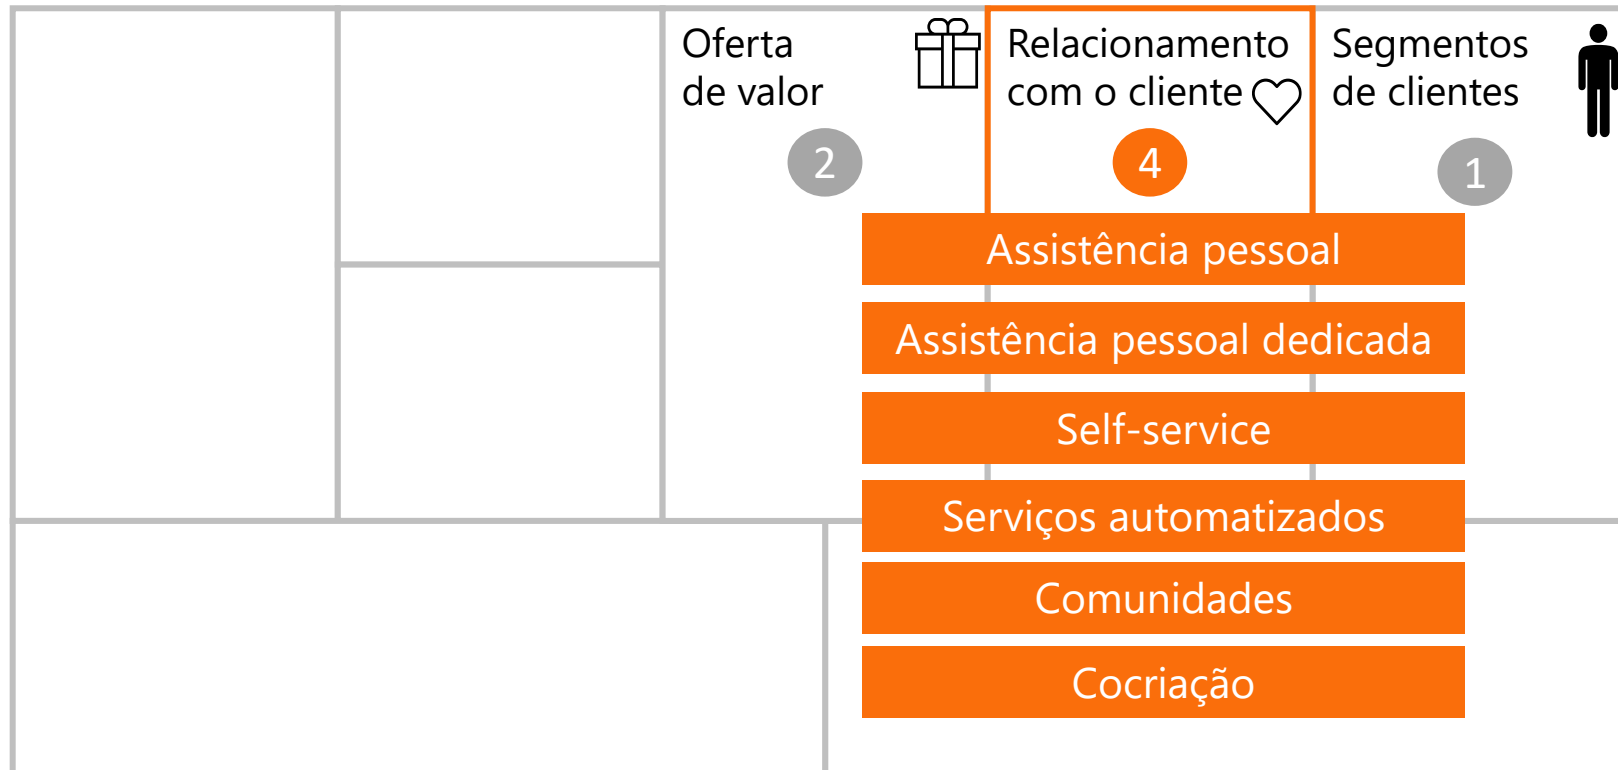 Oferta
de valor
2
Relacionamento
com o cliente
4
Segmentos
de clientes
1
Assistência pessoal
Assistência pessoal dedicada
Self-service
Serviços automatizados
Comunidades
Cocriação